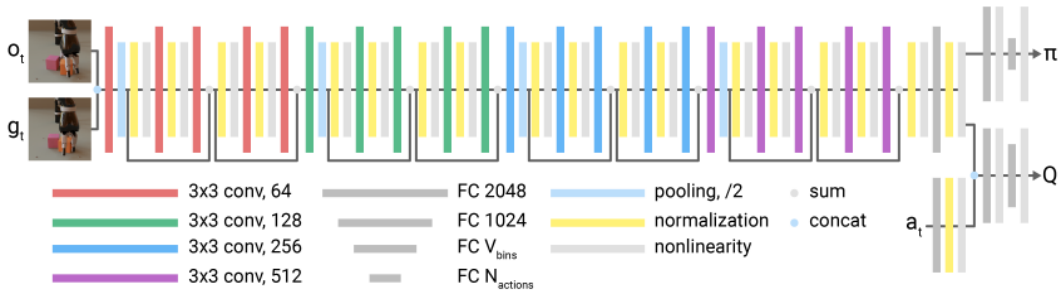 o_t
g_t
π
Q
a_t
3x3 conv, 64
FC 2048
pooling, /2
sum
3x3 conv, 128
FC 1024
normalization
concat
3x3 conv, 256
FC V_bins
nonlinearity
3x3 conv, 512
FC N_actions